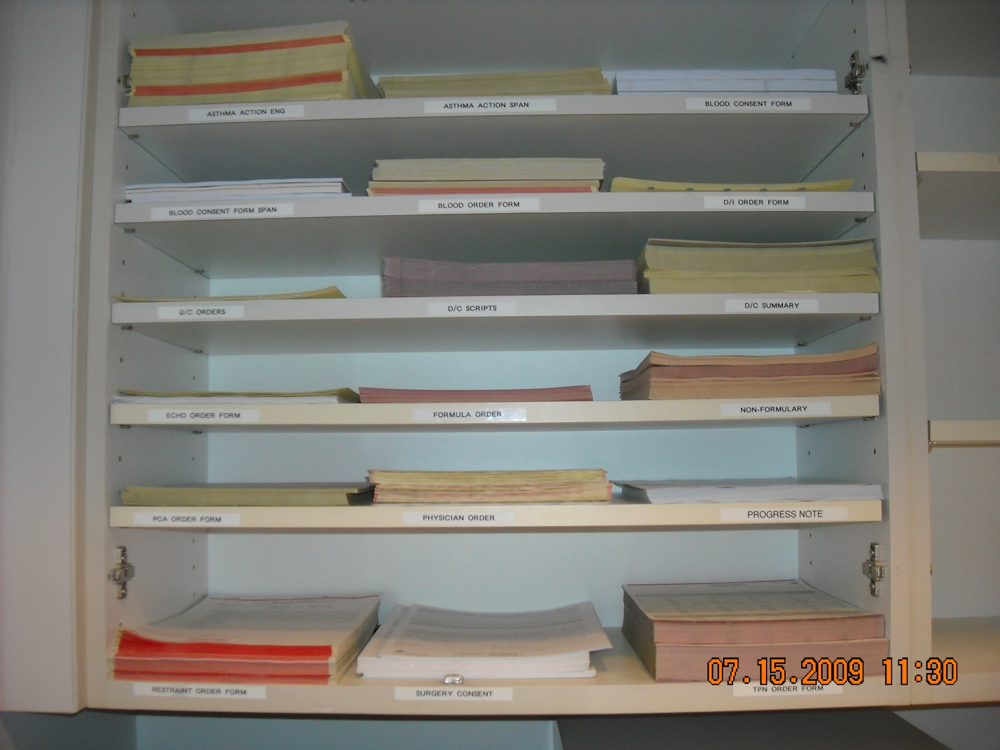 ASTHMA ACTION ENG
ASTHMA ACTION SPAN
BLOOD CONSENT FORM
BLOOD CONSENT FORM SPAN
BLOOD ORDER FORM
D/I ORDER FORM
D/C ORDERS
D/C SCRIPTS
D/C SUMMARY
ECHO ORDER FORM
FORMULA ORDER
NON-FORMULARY
PCA ORDER FORM
PHYSICIAN ORDER
PROGRESS NOTE
RESTRAINT ORDER FORM
SURGERY CONSENT
TPN ORDER FORM
07.15.2009 11:30